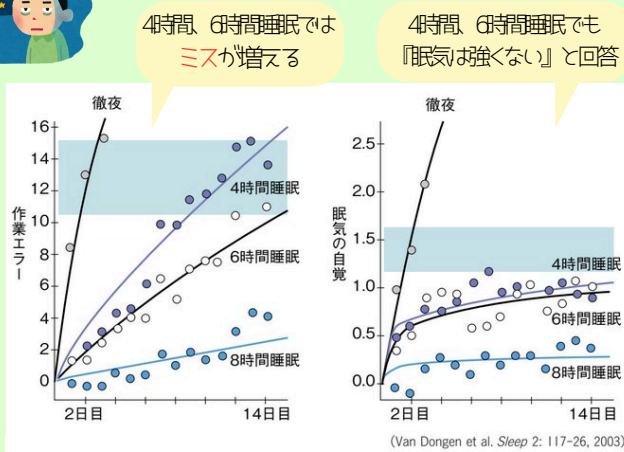 4時間、6時間睡眠では
ミスが増える
4時間、6時間睡眠でも
『眠気は強くない』と回答
徹夜
16
14
12
10
8
6
4
2
0
作業エラー
4時間睡眠
6時間睡眠
8時間睡眠
2日目
14日目
徹夜
2.5
2.0
1.5
1.0
0.5
0.0
眠気の自覚
4時間睡眠
6時間睡眠
8時間睡眠
2日目
14日目
(Van Dongen et al. Sleep 2: 117-26, 2003)